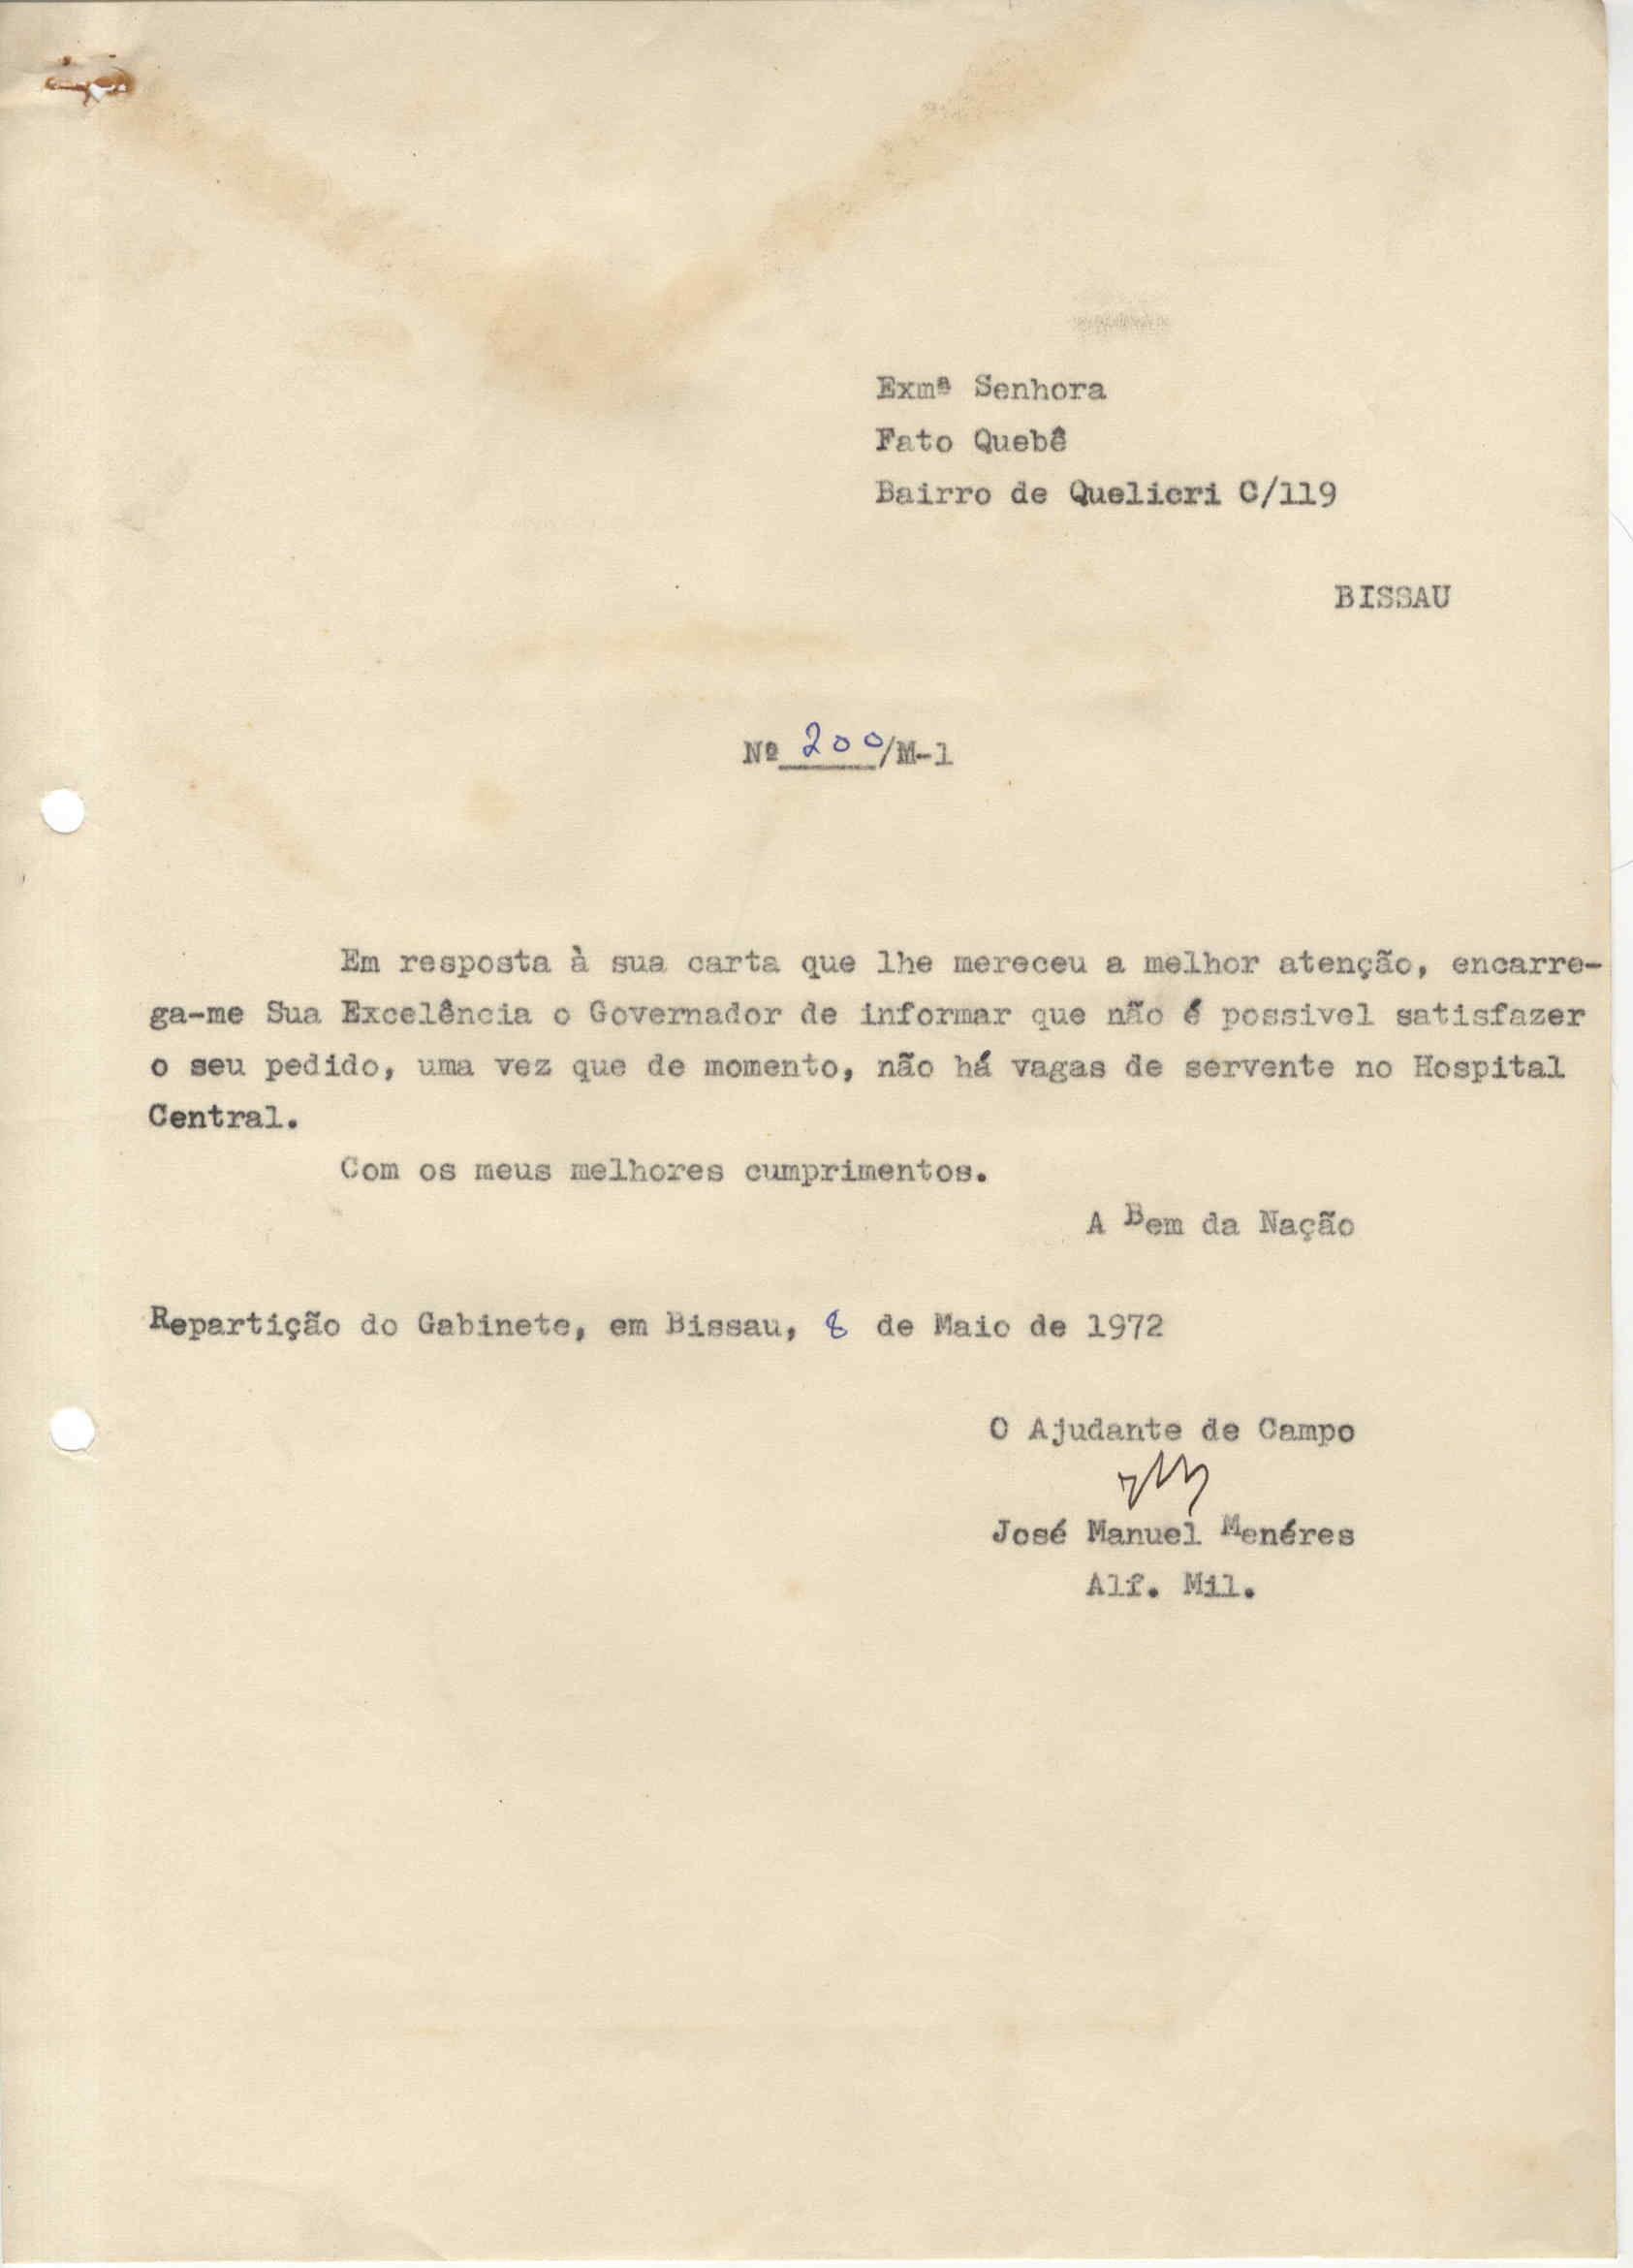 Exmª Senhora
Fato Quebê
Bairro de Quelicri C/119
BISSAU
Nº 200/M-1
Em resposta à sua carta que lhe mereceu a melhor atenção, encarre-
ga-me Sua Excelência o Governador de informar que não é possivel satisfazer
o seu pedido, uma vez que de momento, não há vagas de servente no Hospital
Central.
Com os meus melhores cumprimentos.
A Bem da Nação
Repartição do Gabinete, em Bissau, 8 de Maio de 1972
O Ajudante de Campo
José Manuel Menéres
Alf. Mil.